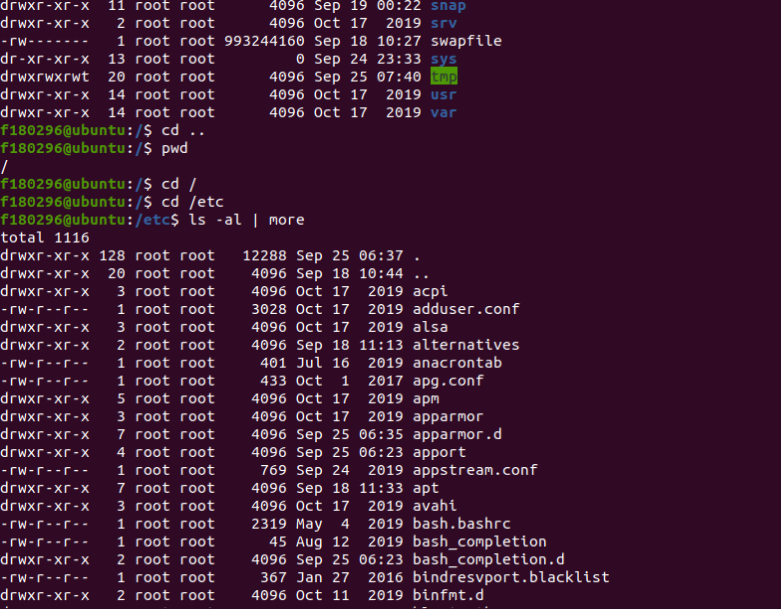 drwxr-xr-x  11 root root      4096 Sep 19 00:22 snap
drwxr-xr-x   2 root root      4096 Oct 17  2019 srv
-rw-------   1 root root 993244160 Sep 18 10:27 swapfile
dr-xr-xr-x  13 root root         0 Sep 24 23:33 sys
drwxrwxrwt  20 root root      4096 Sep 25 07:40 tmp
drwxr-xr-x  14 root root      4096 Oct 17  2019 usr
drwxr-xr-x  14 root root      4096 Oct 17  2019 var
f180296@ubuntu:/$ cd ..
f180296@ubuntu:/$ pwd
/
f180296@ubuntu:/$ cd /
f180296@ubuntu:/$ cd /etc
f180296@ubuntu:/etc$ ls -al | more
total 1116
drwxr-xr-x 128 root root   12288 Sep 25 06:37 .
drwxr-xr-x  20 root root    4096 Sep 18 10:44 ..
drwxr-xr-x   3 root root    4096 Oct 17  2019 acpi
-rw-r--r--   1 root root    3028 Oct 17  2019 adduser.conf
drwxr-xr-x   3 root root    4096 Oct 17  2019 alsa
drwxr-xr-x   2 root root    4096 Sep 18 11:13 alternatives
-rw-r--r--   1 root root     401 Jul 16  2019 anacrontab
-rw-r--r--   1 root root     433 Oct  1  2017 apg.conf
drwxr-xr-x   5 root root    4096 Oct 17  2019 apm
drwxr-xr-x   3 root root    4096 Oct 17  2019 apparmor
drwxr-xr-x   7 root root    4096 Sep 25 06:35 apparmor.d
drwxr-xr-x   4 root root    4096 Sep 25 06:23 apport
-rw-r--r--   1 root root     769 Sep 24  2019 appstream.conf
drwxr-xr-x   7 root root    4096 Sep 18 11:33 apt
drwxr-xr-x   3 root root    4096 Oct 17  2019 avahi
-rw-r--r--   1 root root    2319 May  4  2019 bash.bashrc
-rw-r--r--   1 root root      45 Aug 12  2019 bash_completion
drwxr-xr-x   2 root root    4096 Sep 25 06:23 bash_completion.d
-rw-r--r--   1 root root     367 Jan 27  2016 bindresvport.blacklist
drwxr-xr-x   2 root root    4096 Oct 11  2019 binfmt.d